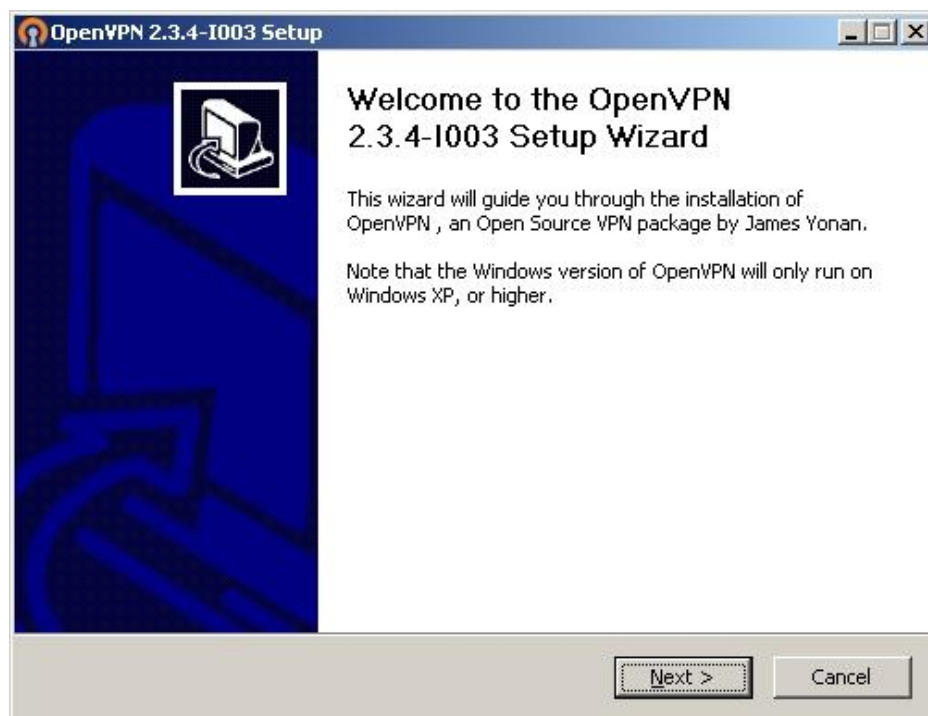 OpenVPN 2.3.4-I003 Setup
Welcome to the OpenVPN
2.3.4-I003 Setup Wizard
This wizard will guide you through the installation of
OpenVPN , an Open Source VPN package by James Yonan.
Note that the Windows version of OpenVPN will only run on
Windows XP, or higher.
Next >
Cancel